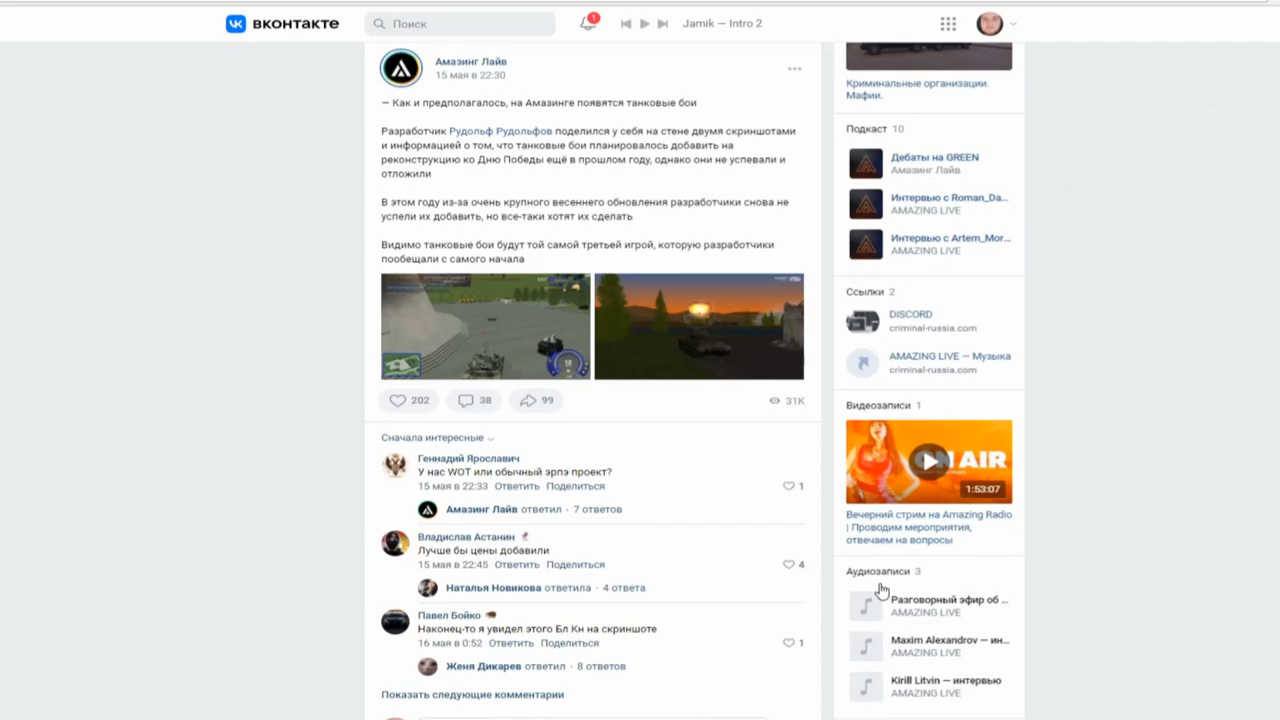 вконтакте
Поиск
1
Jamik — Intro 2
Амазинг Лайв
15 мая в 22:30
— Как и предполагалось, на Амазинге появятся танковые бои
Разработчик Рудольф Рудольфов поделился у себя на стене двумя скриншотами
и информацией о том, что танковые бои планировалось добавить на
реконструкцию ко Дню Победы ещё в прошлом году, однако они не успевали и
отложили
В этом году из-за очень крупного весеннего обновления разработчики снова не
успели их добавить, но все-таки хотят их сделать
Видимо танковые бои будут той самой третьей игрой, которую разработчики
пообещали с самого начала
202
38
99
31K
Сначала интересные
Геннадий Ярославич
У нас WOT или обычный эрпэ проект?
15 мая в 22:33 Ответить Поделиться
1
Амазинг Лайв ответил · 7 ответов
Владислав Астанин
Лучше бы цены добавили
15 мая в 22:45 Ответить Поделиться
4
Наталья Новикова ответила · 4 ответа
Павел Бойко
Наконец-то я увидел этого Бл Кн на скриншоте
16 мая в 0:52 Ответить Поделиться
1
Женя Дикарев ответил · 8 ответов
Показать следующие комментарии
Криминальные организации.
Мафии.
Подкаст 10
Дебаты на GREEN
Амазинг Лайв
Интервью с Roman_Da...
AMAZING LIVE
Интервью с Artem_Mor...
AMAZING LIVE
Ссылки 2
DISCORD
criminal-russia.com
AMAZING LIVE — Музыка
criminal-russia.com
Видеозаписи 1
ON AIR
1:53:07
Вечерний стрим на Amazing Radio
| Проводим мероприятия,
отвечаем на вопросы
Аудиозаписи 3
Разговорный эфир об ...
AMAZING LIVE
Maxim Alexandrov — ин...
AMAZING LIVE
Kirill Litvin — интервью
AMAZING LIVE